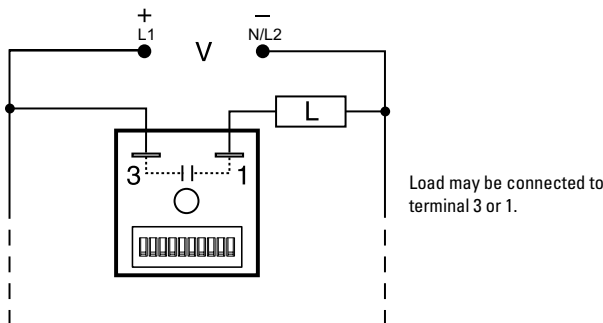 + –
L1 V N/L2
L
3 1
Load may be connected to
terminal 3 or 1.